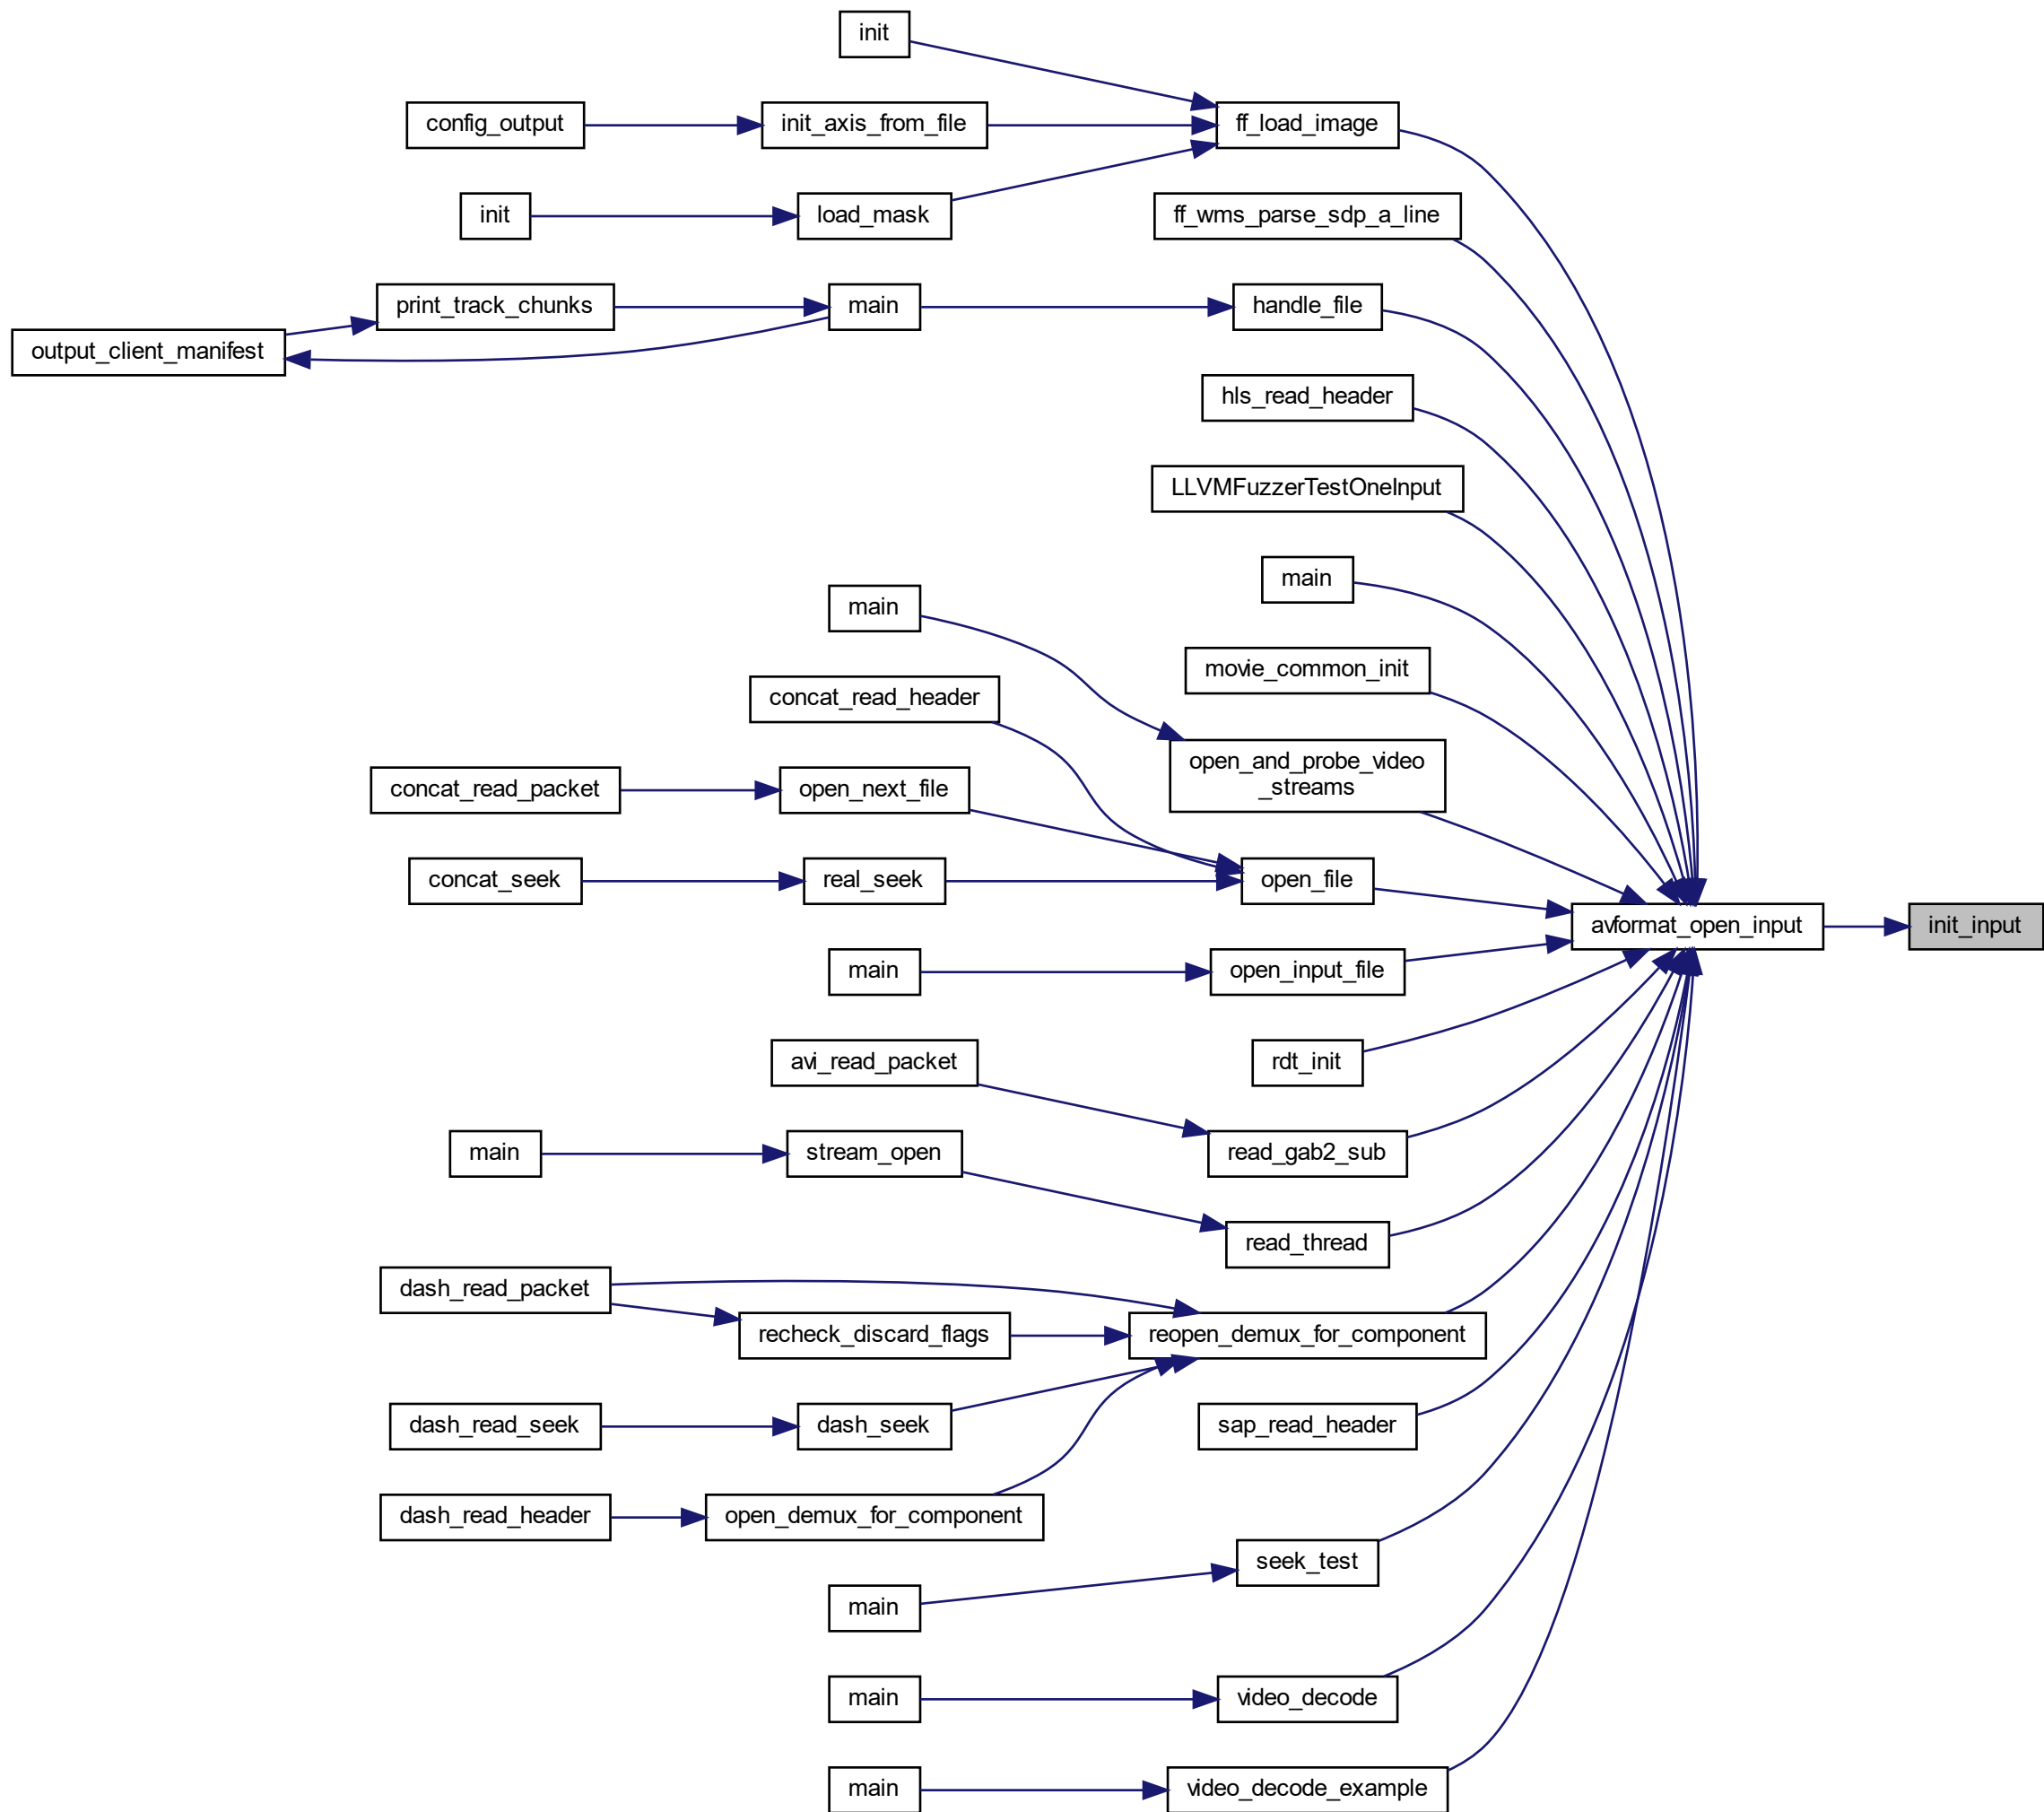 init
config_output
init_axis_from_file
ff_load_image
init
load_mask
ff_wms_parse_sdp_a_line
print_track_chunks
main
handle_file
output_client_manifest
hls_read_header
LLVMFuzzerTestOneInput
main
main
movie_common_init
concat_read_header
open_and_probe_video
_streams
concat_read_packet
open_next_file
concat_seek
real_seek
open_file
avformat_open_input
init_input
main
open_input_file
avi_read_packet
rdt_init
main
stream_open
read_gab2_sub
read_thread
dash_read_packet
recheck_discard_flags
reopen_demux_for_component
dash_read_seek
dash_seek
sap_read_header
dash_read_header
open_demux_for_component
seek_test
main
main
video_decode
main
video_decode_example